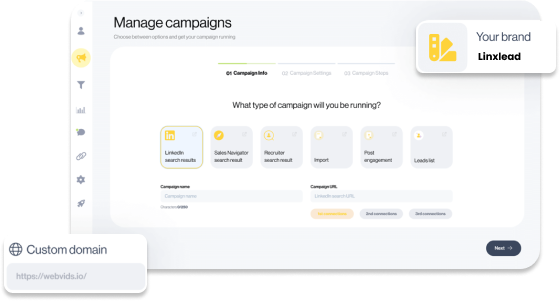 Manage campaigns
Choose between options and get your campaign running
Your brand
Linxlead
01 Campaign Info
02 Campaign Settings
03 Campaign Steps
What type of campaign will you be running?
LinkedIn search results
Sales Navigator search result
Recruiter search result
Import
Post engagement
Leads list
Campaign name
Campaign URL
Campaign name
LinkedIn search URL
2nd connections
3rd connections
Next →
Custom domain
https://webvids.io/